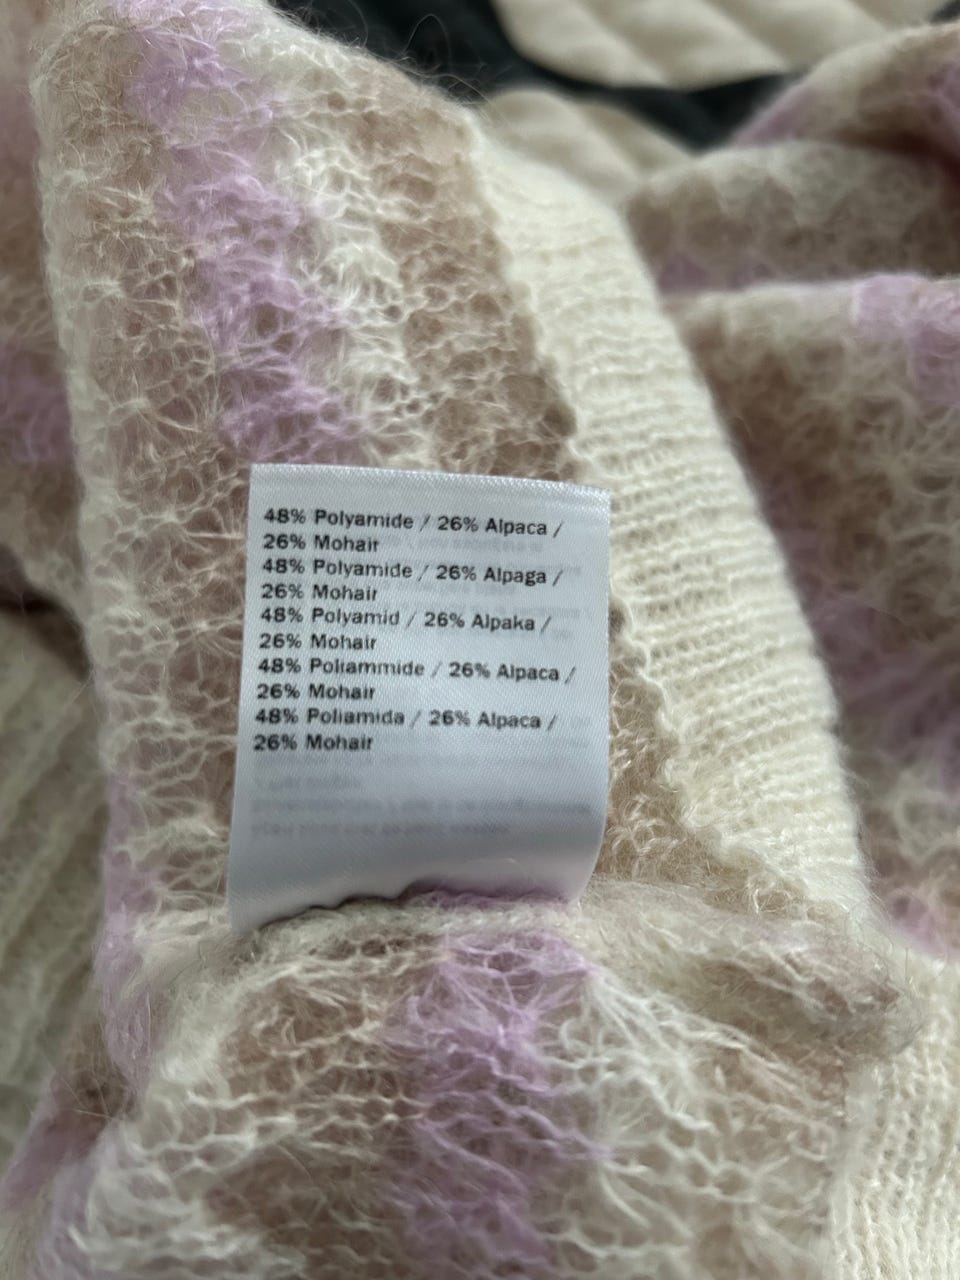 48% Polyamide / 26% Alpaca /
26% Mohair
48% Polyamide / 26% Alpaga /
26% Mohair
48% Polyamid / 26% Alpaka /
26% Mohair
48% Poliammide / 26% Alpaca /
26% Mohair
48% Poliamida / 26% Alpaca /
26% Mohair